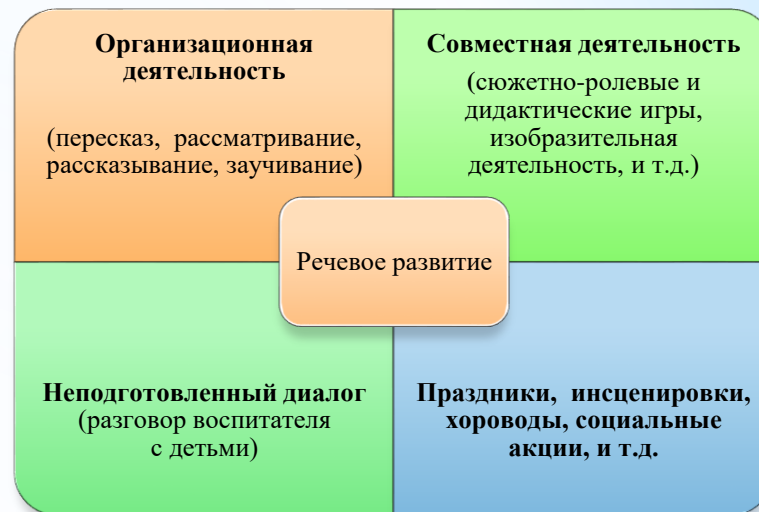 Организационная
деятельность
(пересказ, рассматривание,
рассказывание, заучивание)
Совместная деятельность
(сюжетно-ролевые и
дидактические игры,
изобразительная
деятельность, и т.д.)
Речевое развитие
Неподготовленный диалог
(разговор воспитателя
с детьми)
Праздники, инсценировки,
хороводы, социальные
акции, и т.д.